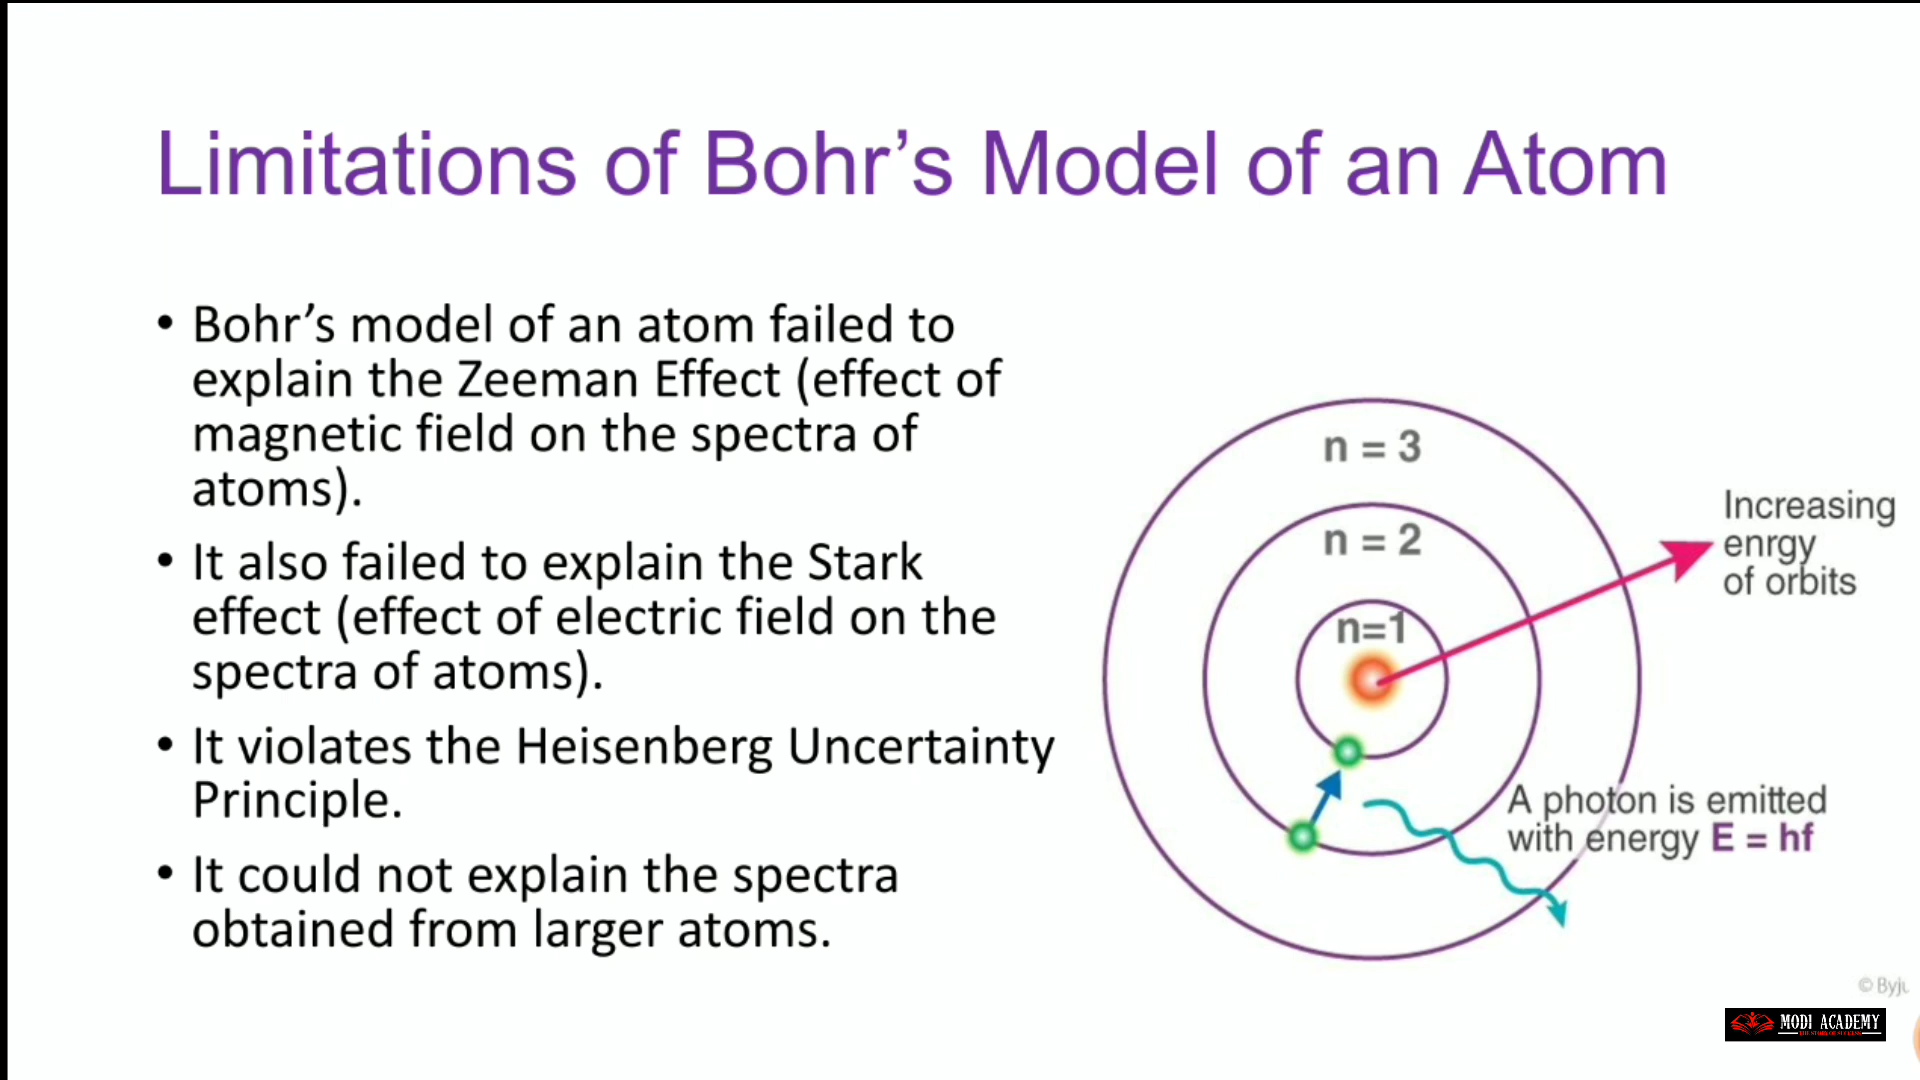 Limitations of Bohr’s Model of an Atom
• Bohr’s model of an atom failed to
explain the Zeeman Effect (effect of
magnetic field on the spectra of
atoms).
• It also failed to explain the Stark
effect (effect of electric field on the
spectra of atoms).
• It violates the Heisenberg Uncertainty
Principle.
• It could not explain the spectra
obtained from larger atoms.
n = 3
n = 2
n=1
Increasing
enrgy
of orbits
A photon is emitted
with energy E = hf
© Byju
MODI ACADEMY